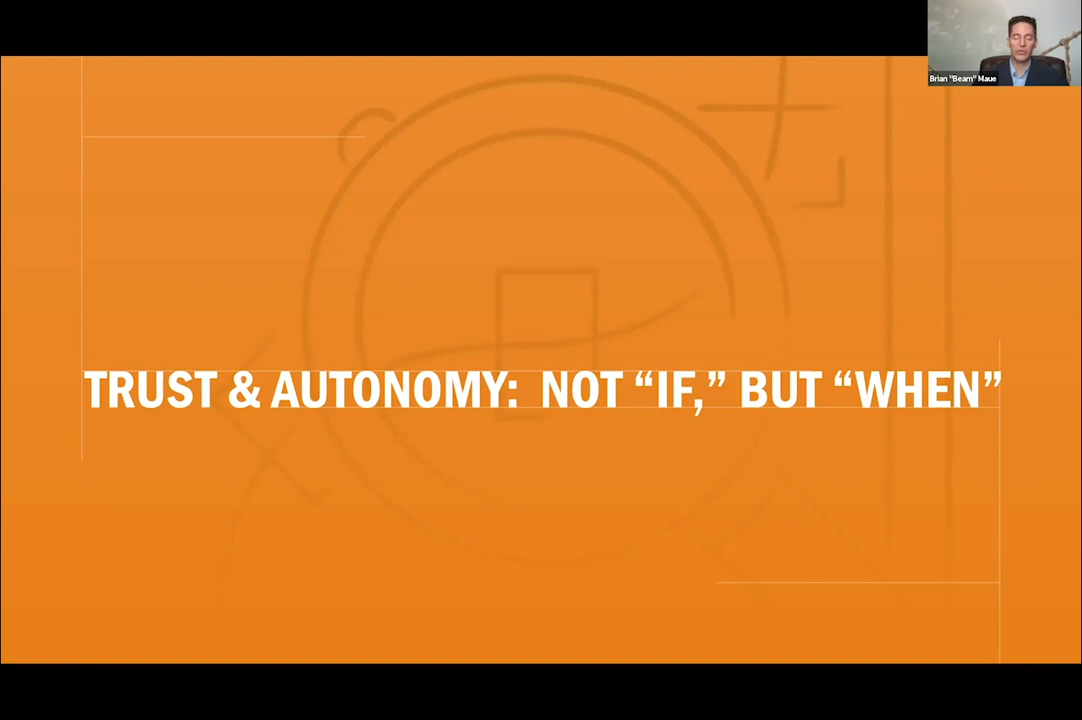 Brian "Beam" Maue
TRUST & AUTONOMY:  NOT “IF,” BUT “WHEN”